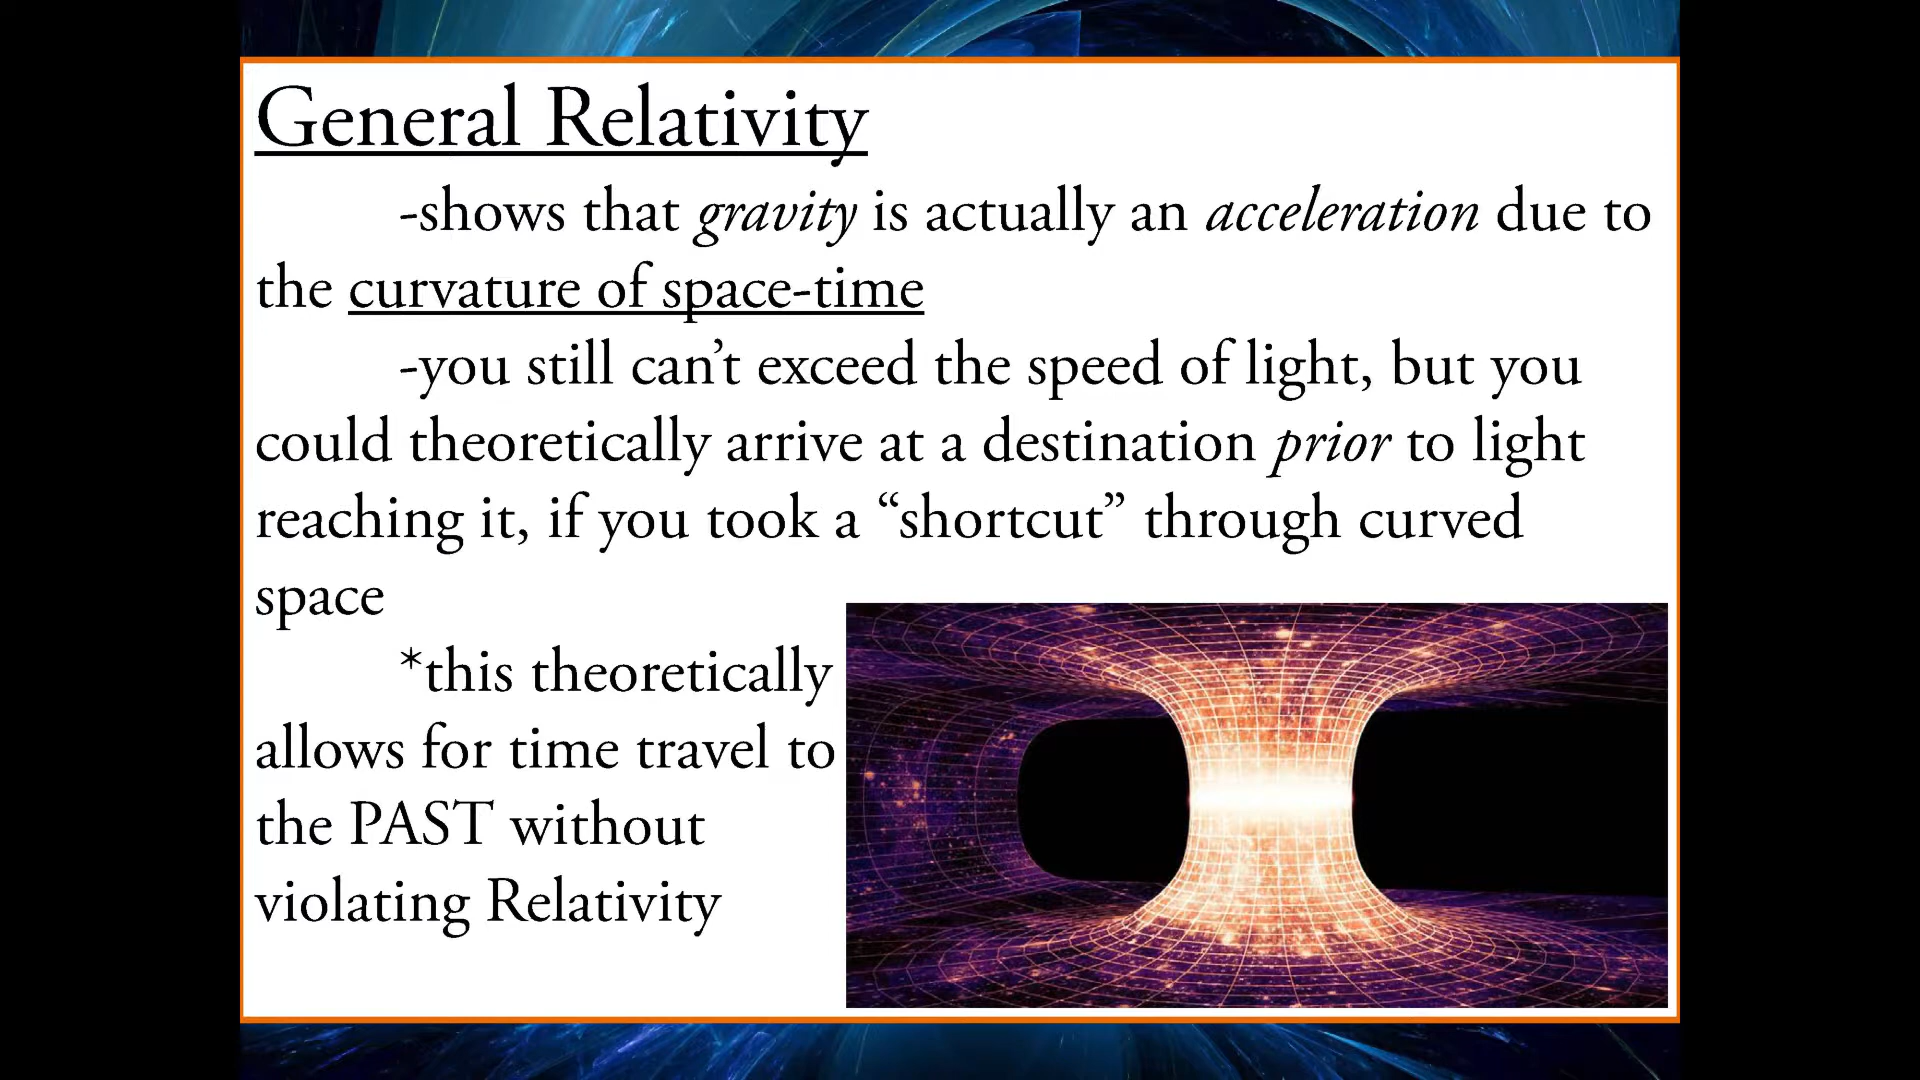 General Relativity
-shows that gravity is actually an acceleration due to
the curvature of space-time
-you still can’t exceed the speed of light, but you
could theoretically arrive at a destination prior to light
reaching it, if you took a “shortcut” through curved
space
*this theoretically
allows for time travel to
the PAST without
violating Relativity